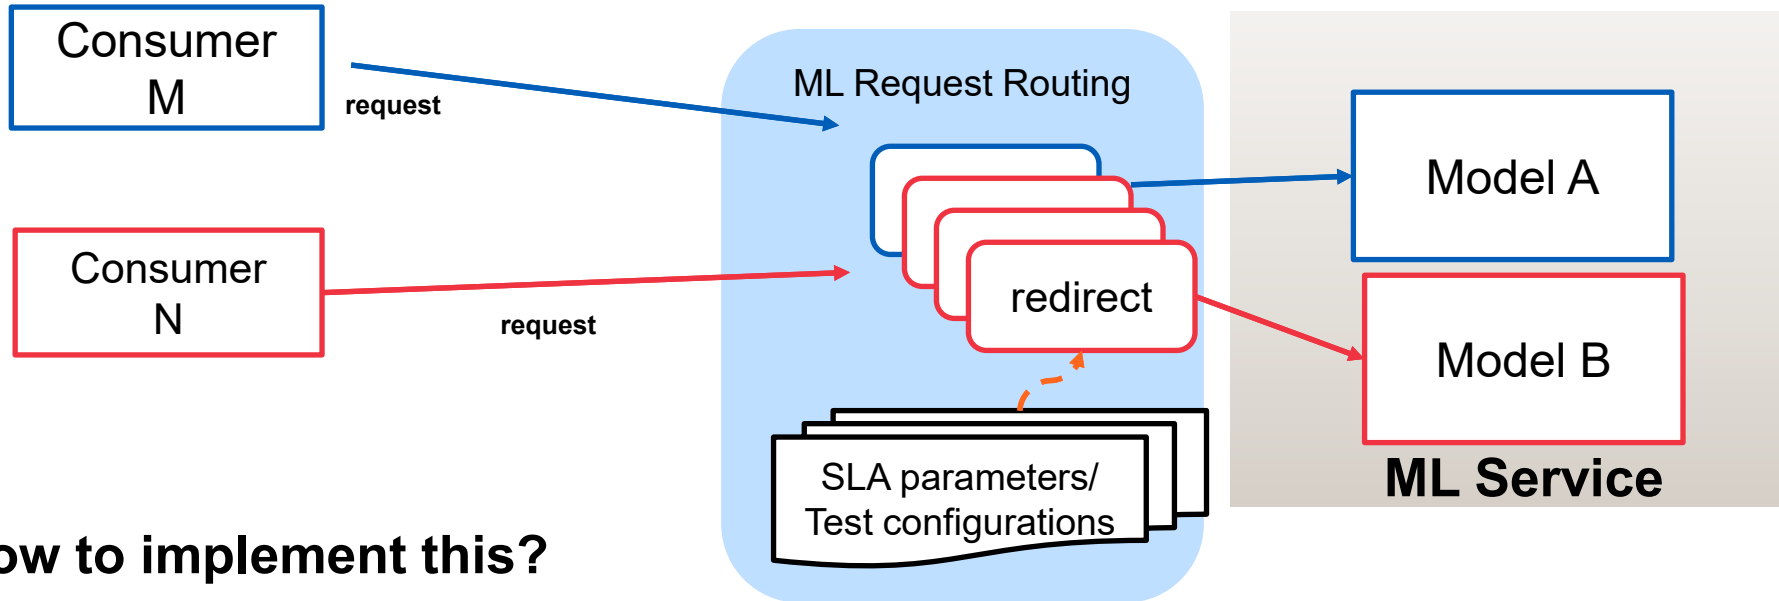 Consumer
M
request
ML Request Routing
Model A
Consumer
N
request
redirect
Model B
SLA parameters/
Test configurations
ML Service
ow to implement this?